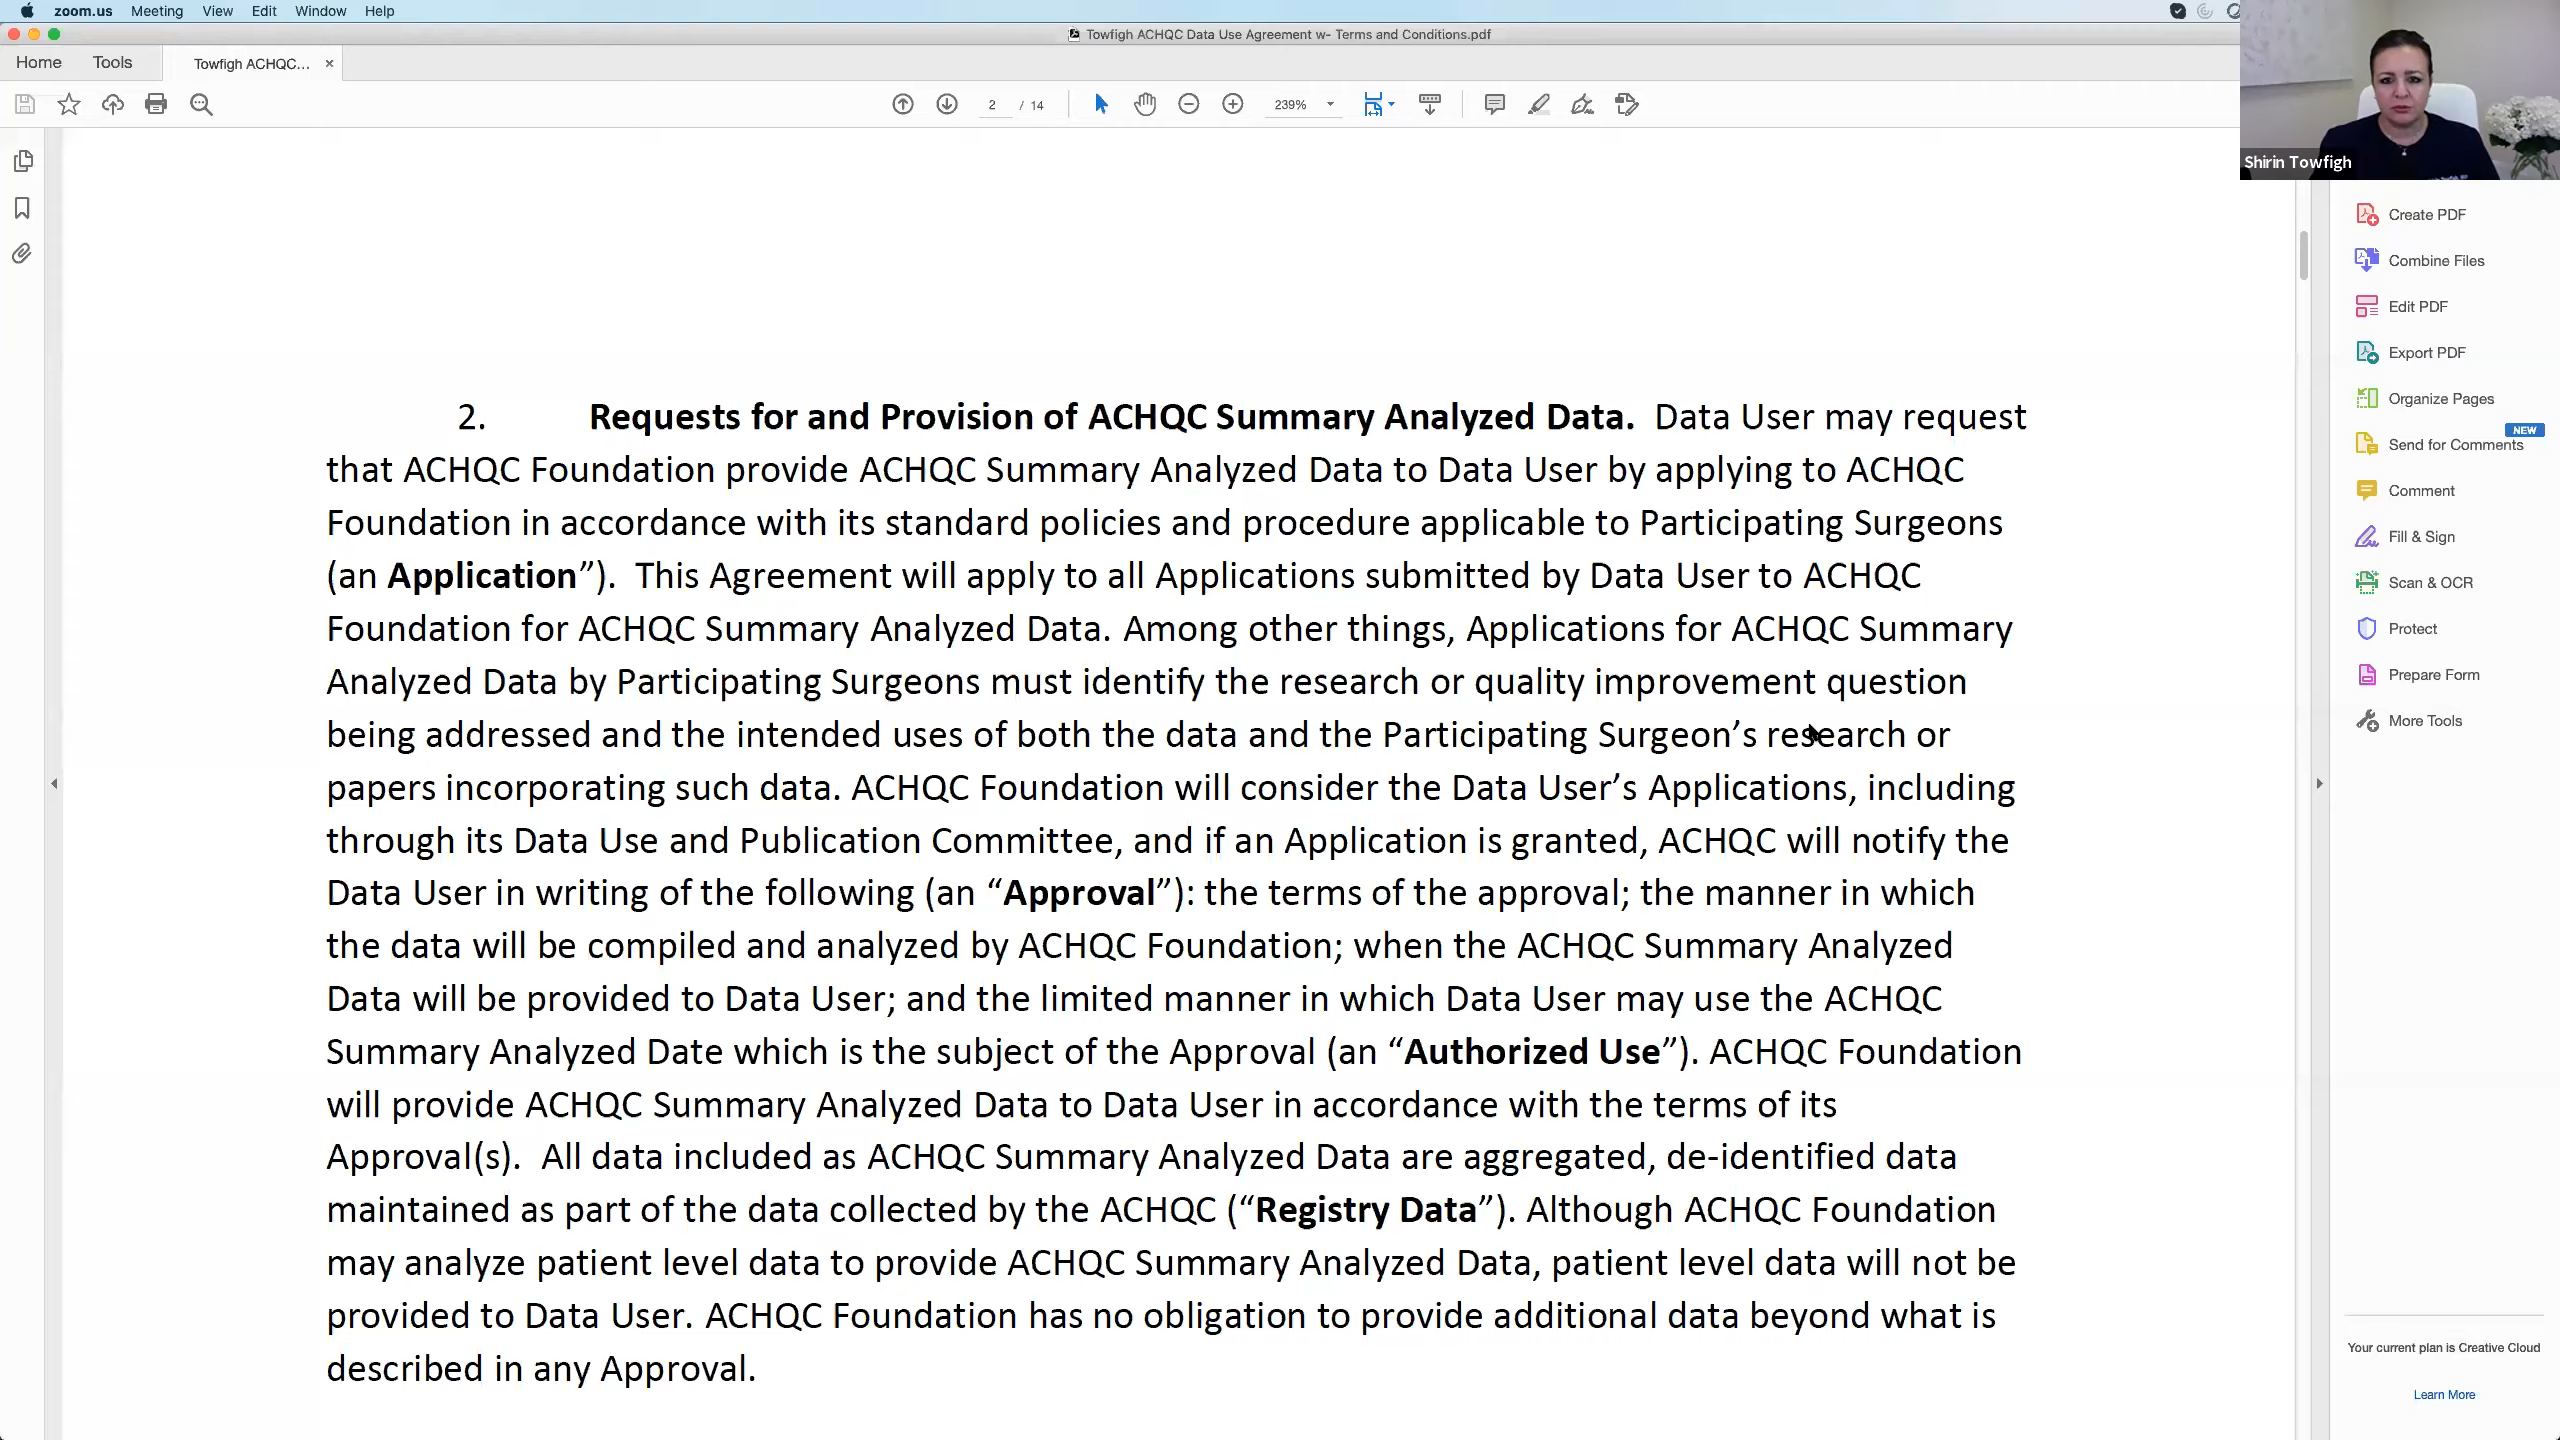 zoom.us Meeting View Edit Window Help
Towfigh ACHQC Data Use Agreement w- Terms and Conditions.pdf
Home Tools Towfigh ACHQC... ×
2 / 14 239%
Shirin Towfigh
2. Requests for and Provision of ACHQC Summary Analyzed Data. Data User may request
that ACHQC Foundation provide ACHQC Summary Analyzed Data to Data User by applying to ACHQC
Foundation in accordance with its standard policies and procedure applicable to Participating Surgeons
(an Application”). This Agreement will apply to all Applications submitted by Data User to ACHQC
Foundation for ACHQC Summary Analyzed Data. Among other things, Applications for ACHQC Summary
Analyzed Data by Participating Surgeons must identify the research or quality improvement question
being addressed and the intended uses of both the data and the Participating Surgeon’s research or
papers incorporating such data. ACHQC Foundation will consider the Data User’s Applications, including
through its Data Use and Publication Committee, and if an Application is granted, ACHQC will notify the
Data User in writing of the following (an “Approval”): the terms of the approval; the manner in which
the data will be compiled and analyzed by ACHQC Foundation; when the ACHQC Summary Analyzed
Data will be provided to Data User; and the limited manner in which Data User may use the ACHQC
Summary Analyzed Date which is the subject of the Approval (an “Authorized Use”). ACHQC Foundation
will provide ACHQC Summary Analyzed Data to Data User in accordance with the terms of its
Approval(s). All data included as ACHQC Summary Analyzed Data are aggregated, de-identified data
maintained as part of the data collected by the ACHQC (“Registry Data”). Although ACHQC Foundation
may analyze patient level data to provide ACHQC Summary Analyzed Data, patient level data will not be
provided to Data User. ACHQC Foundation has no obligation to provide additional data beyond what is
described in any Approval.
Create PDF
Combine Files
Edit PDF
Export PDF
Organize Pages
NEW
Send for Comments
Comment
Fill & Sign
Scan & OCR
Protect
Prepare Form
More Tools
Your current plan is Creative Cloud
Learn More